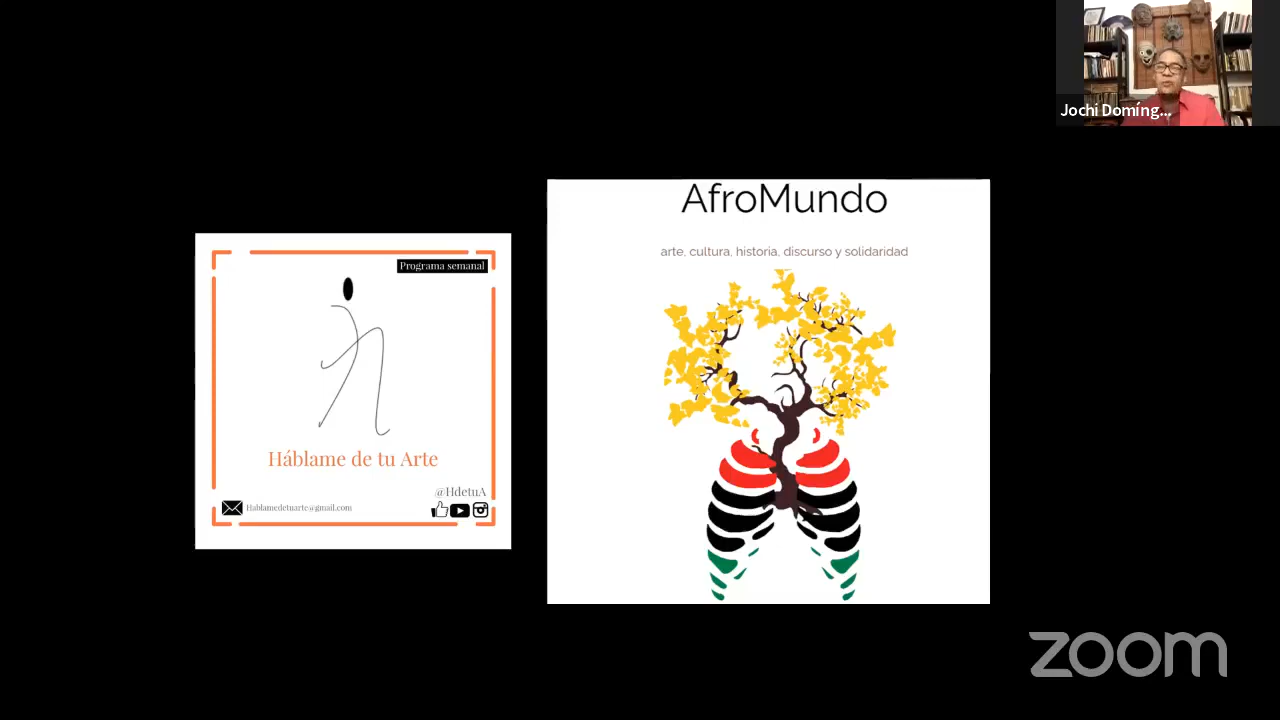 Jochi Domíng...
AfroMundo
arte, cultura, historia, discurso y solidaridad
Programa semanal
Háblame de tu Arte
@HdetuA
Hablamedetuarte@gmail.com
zoom